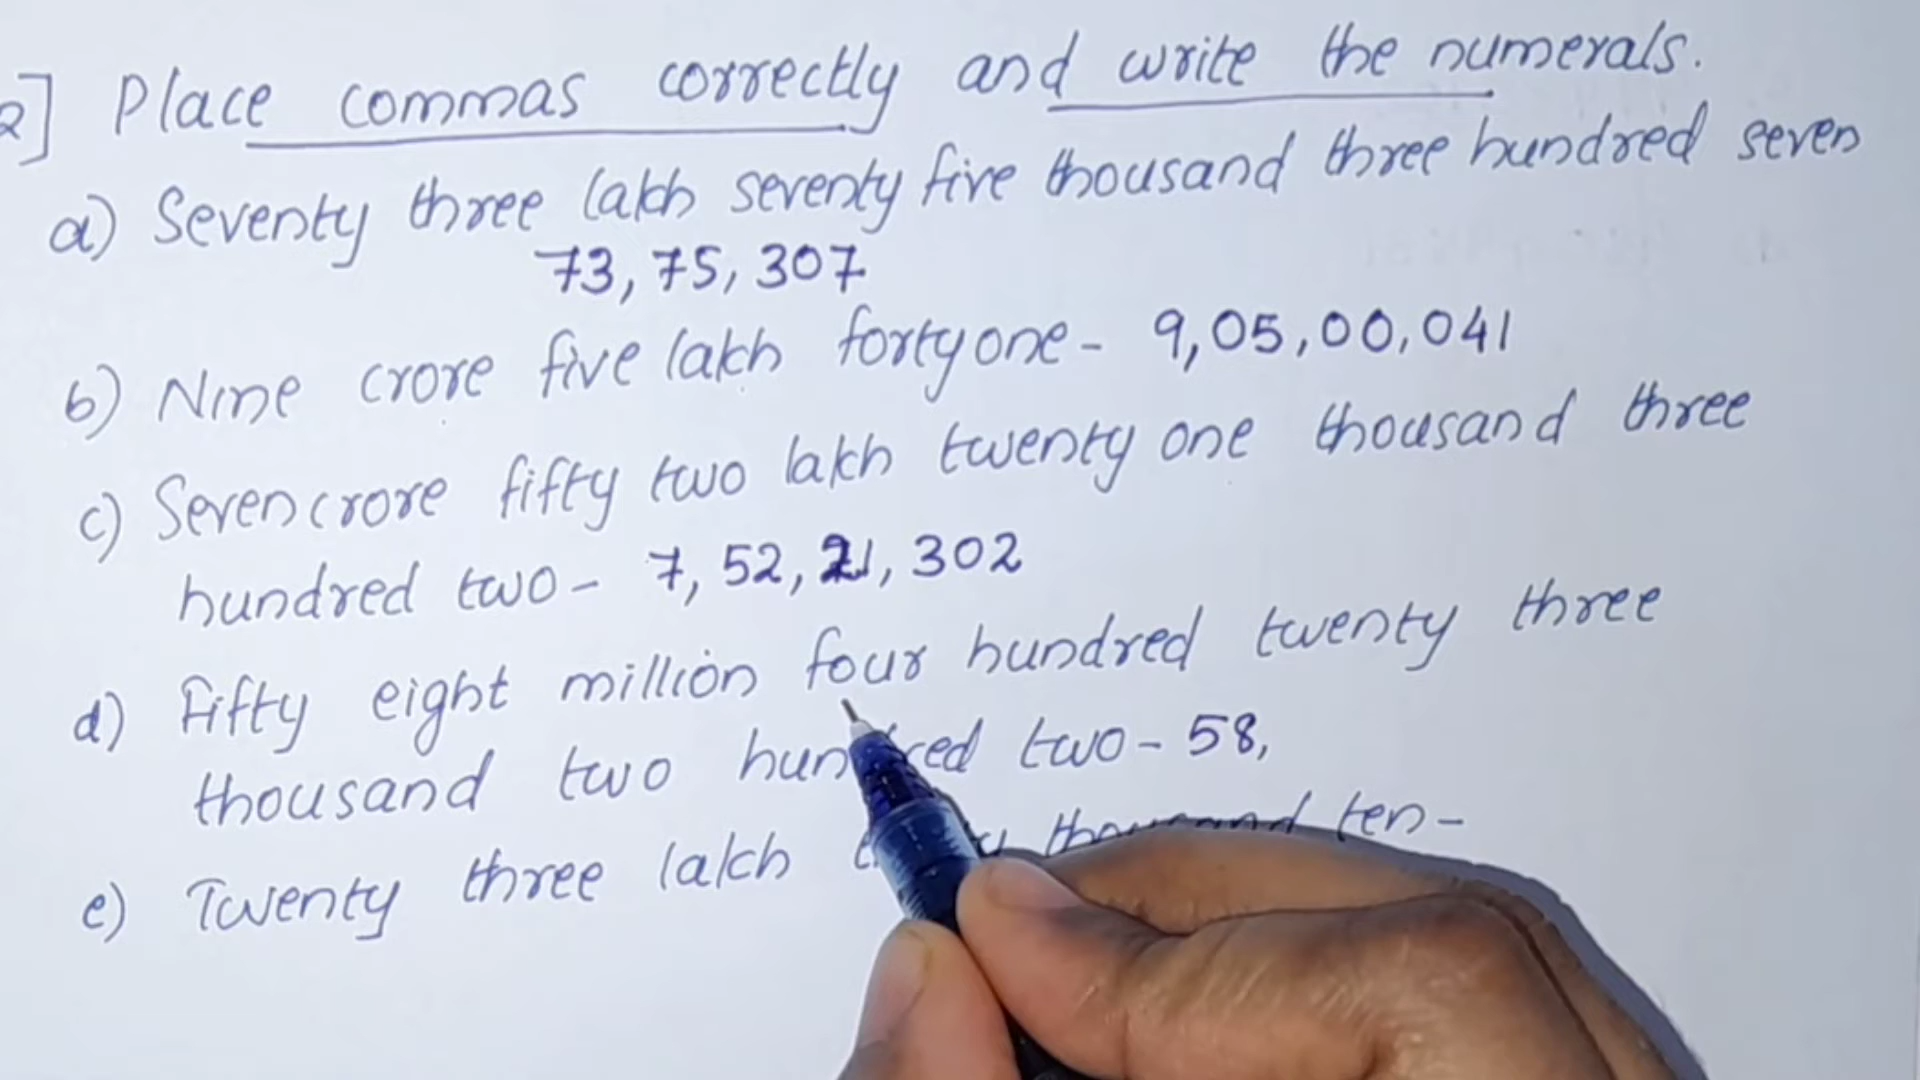 2] Place commas correctly and write the numerals.
a) Seventy three lakh seventy five thousand three hundred seven
73, 75, 307
b) Nine crore five lakh forty one - 9,05,00,041
c) Seven crore fifty two lakh twenty one thousand three
hundred two - 7, 52, 21, 302
d) Fifty eight million four hundred twenty three
thousand two hundred two - 58,
e) Twenty three lakh thousand ten -